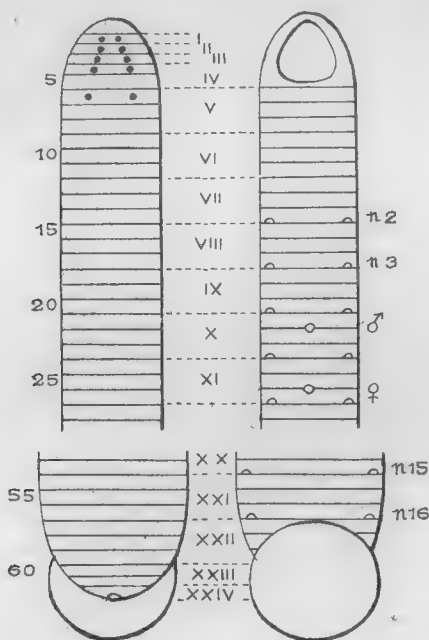 I
II
III
5 IV
V
10 VI
VII
15 n2
VIII
n3
20 IX
X ♂
25 XI ♀
XX n15
55 XXI
n16
XXII
60 XXIII
XXIV